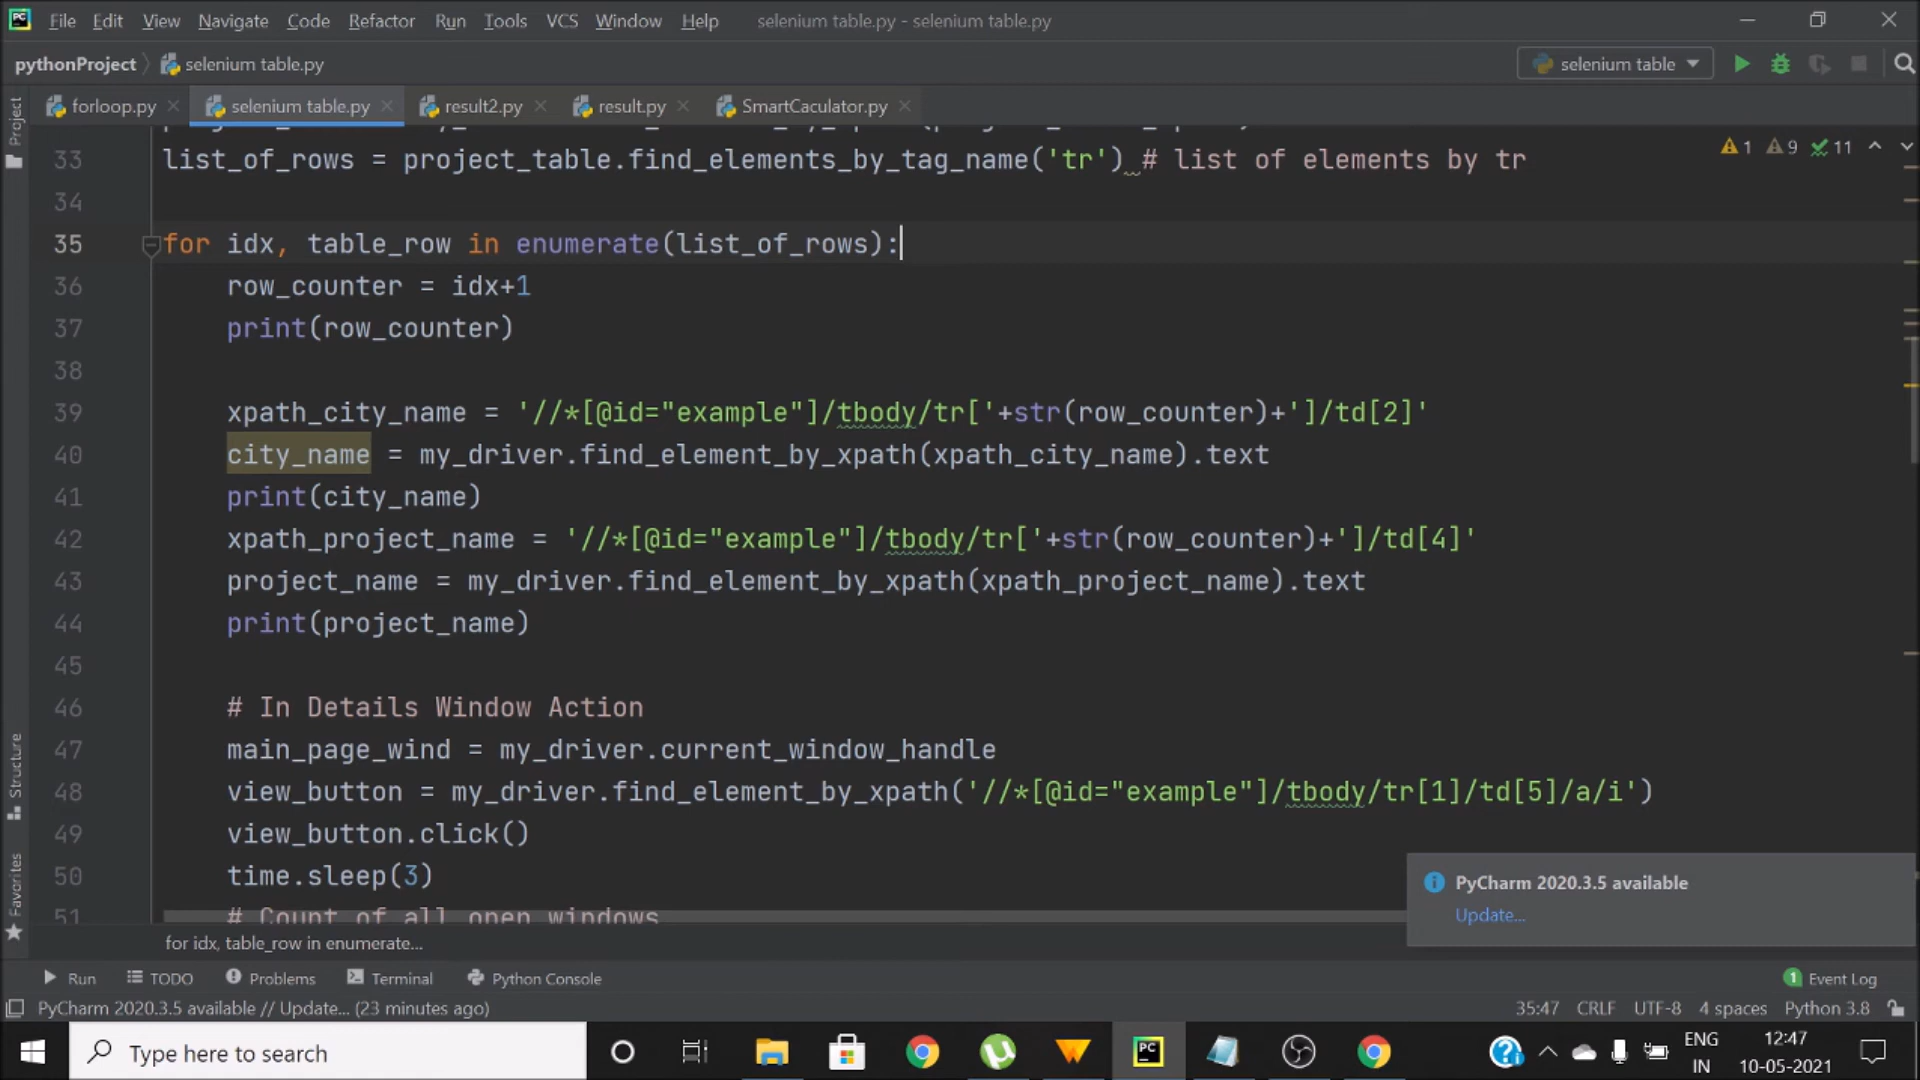 File Edit View Navigate Code Refactor Run Tools VCS Window Help selenium table.py - selenium table.py
pythonProject selenium table.py selenium table
forloop.py selenium table.py result2.py result.py SmartCaculator.py
Project
1 9 11
33 list_of_rows = project_table.find_elements_by_tag_name('tr') # list of elements by tr
34
35 for idx, table_row in enumerate(list_of_rows):
36 row_counter = idx+1
37 print(row_counter)
38
39 xpath_city_name = '//*[@id="example"]/tbody/tr['+str(row_counter)+']/td[2]'
40 city_name = my_driver.find_element_by_xpath(xpath_city_name).text
41 print(city_name)
42 xpath_project_name = '//*[@id="example"]/tbody/tr['+str(row_counter)+']/td[4]'
43 project_name = my_driver.find_element_by_xpath(xpath_project_name).text
44 print(project_name)
45
46 # In Details Window Action
47 main_page_wind = my_driver.current_window_handle
48 view_button = my_driver.find_element_by_xpath('//*[@id="example"]/tbody/tr[1]/td[5]/a/i')
49 view_button.click()
50 time.sleep(3)
51 # Count of all open windows
Structure
Favorites
PyCharm 2020.3.5 available
Update...
for idx, table_row in enumerate...
Run TODO Problems Terminal Python Console 1 Event Log
PyCharm 2020.3.5 available // Update... (23 minutes ago) 35:47 CRLF UTF-8 4 spaces Python 3.8
Type here to search
PC
ENG
IN
12:47
10-05-2021